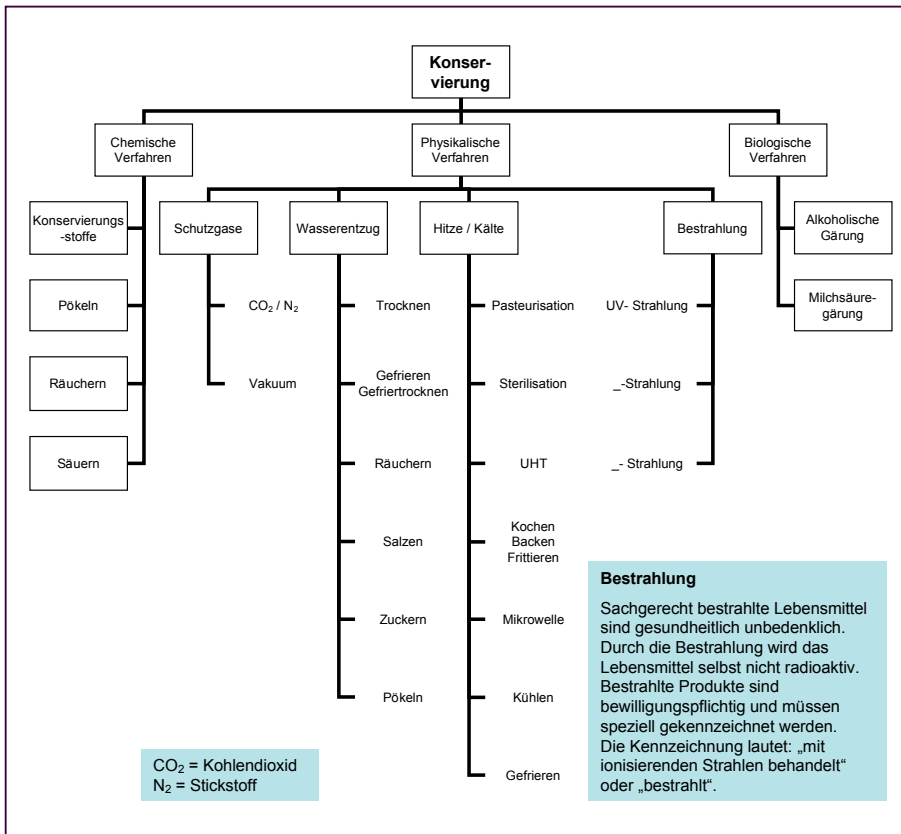 Konser-
vierung
Chemische
Verfahren
Physikalische
Verfahren
Biologische
Verfahren
Konservierungs
-stoffe
Schutzgase
Wasserentzug
Hitze / Kälte
Bestrahlung
Alkoholische
Gärung
Pökeln
CO₂ / N₂
Trocknen
Pasteurisation
UV- Strahlung
Milchsäure-
gärung
Räuchern
Vakuum
Gefrieren
Gefriertrocknen
Sterilisation
_-Strahlung
Säuern
Räuchern
UHT
_- Strahlung
Salzen
Kochen
Backen
Frittieren
Zuckern
Mikrowelle
Pökeln
Kühlen
Gefrieren
Bestrahlung
Sachgerecht bestrahlte Lebensmittel
sind gesundheitlich unbedenklich.
Durch die Bestrahlung wird das
Lebensmittel selbst nicht radioaktiv.
Bestrahlte Produkte sind
bewilligungspflichtig und müssen
speziell gekennzeichnet werden.
Die Kennzeichnung lautet: „mit
ionisierenden Strahlen behandelt“
oder „bestrahlt“.
CO₂ = Kohlendioxid
N₂ = Stickstoff